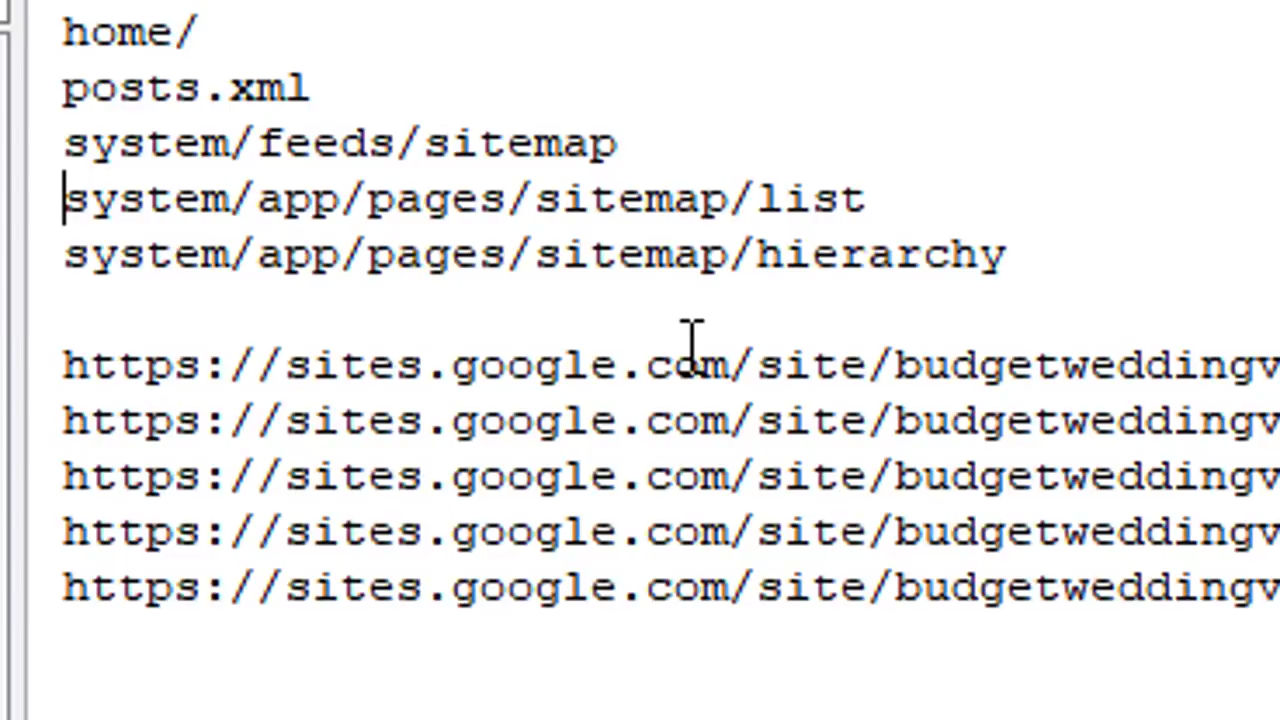 home/
posts.xml
system/feeds/sitemap
system/app/pages/sitemap/list
system/app/pages/sitemap/hierarchy
https://sites.google.com/site/budgetweddingv
https://sites.google.com/site/budgetweddingv
https://sites.google.com/site/budgetweddingv
https://sites.google.com/site/budgetweddingv
https://sites.google.com/site/budgetweddingv